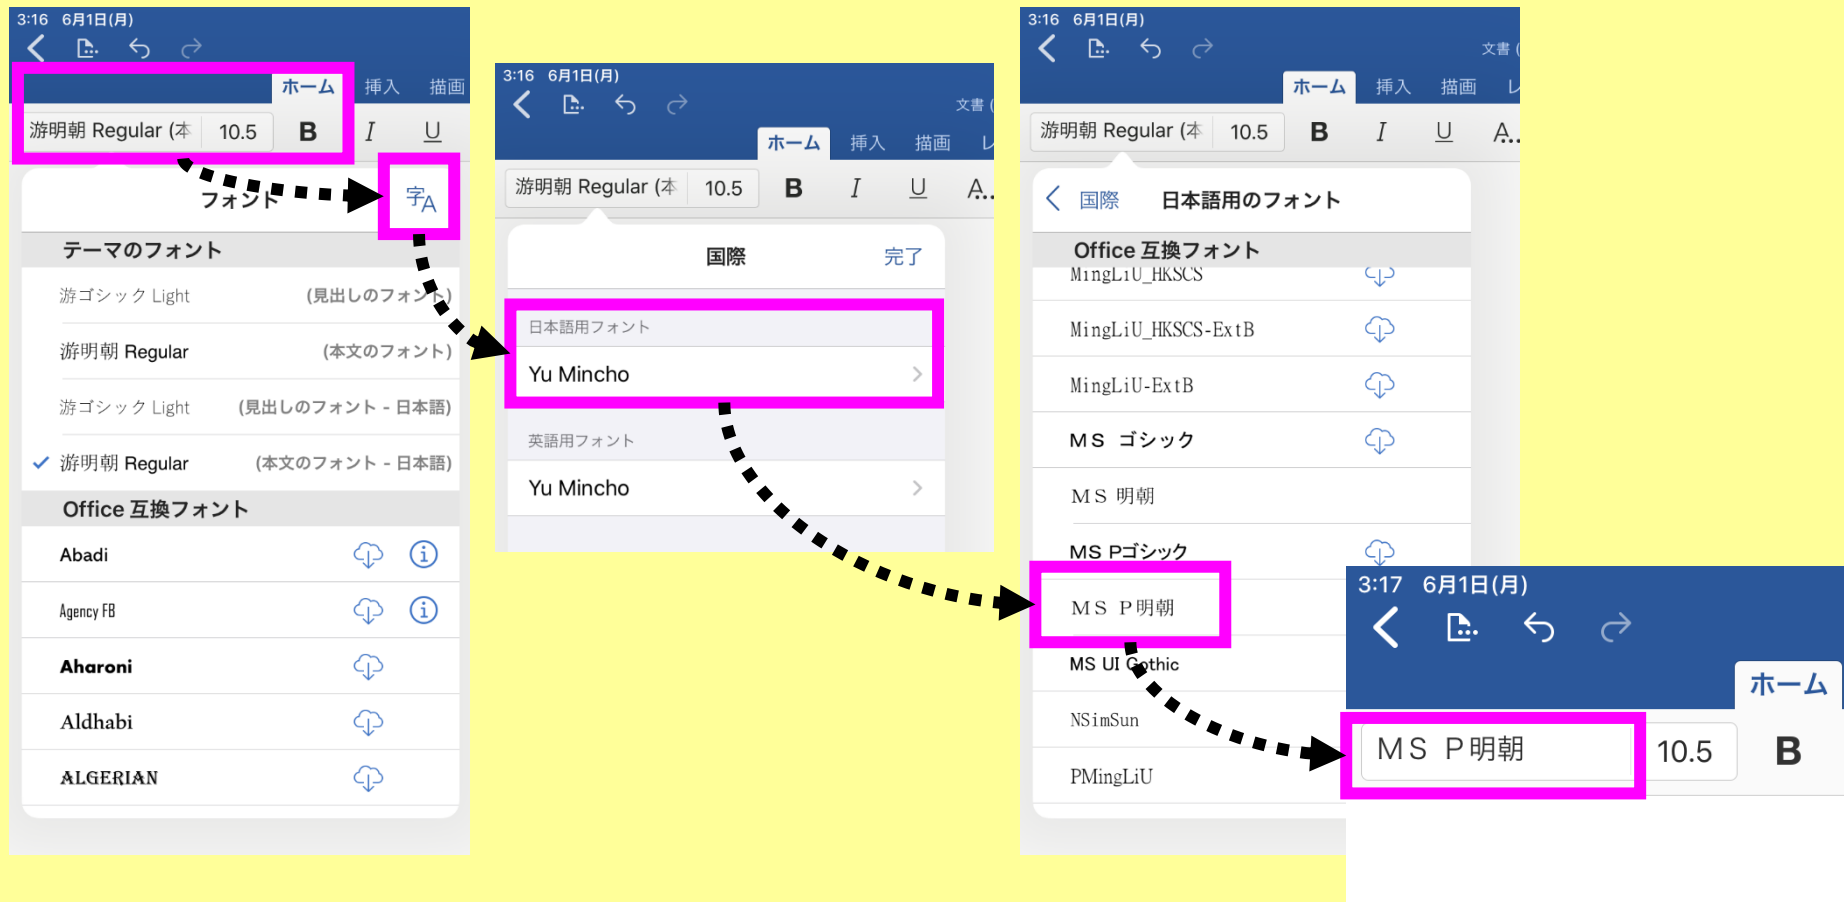 3:16 6月1日(月)
ホーム 挿入 描画
游明朝 Regular (本 10.5 B I U
フォント 字A
テーマのフォント
游ゴシック Light (見出しのフォント)
游明朝 Regular (本文のフォント)
游ゴシック Light (見出しのフォント - 日本語)
游明朝 Regular (本文のフォント - 日本語)
Office 互換フォント
Abadi
Agency FB
Aharoni
Aldhabi
ALGERIAN
3:16 6月1日(月)
文書 (
ホーム 挿入 描画 レ
游明朝 Regular (本 10.5 B I U A...
国際 完了
日本語用フォント
Yu Mincho
英語用フォント
Yu Mincho
3:16 6月1日(月)
文書 (
ホーム 挿入 描画 レ
游明朝 Regular (本 10.5 B I U A...
国際 日本語用のフォント
Office 互換フォント
MingLiU_HKSCS
MingLiU_HKSCS-ExtB
MingLiU-ExtB
ＭＳ ゴシック
ＭＳ 明朝
MS Pゴシック
ＭＳ Ｐ明朝
MS UI Gothic
NSimSun
PMingLiU
3:17 6月1日(月)
ホーム
ＭＳ Ｐ明朝 10.5 B